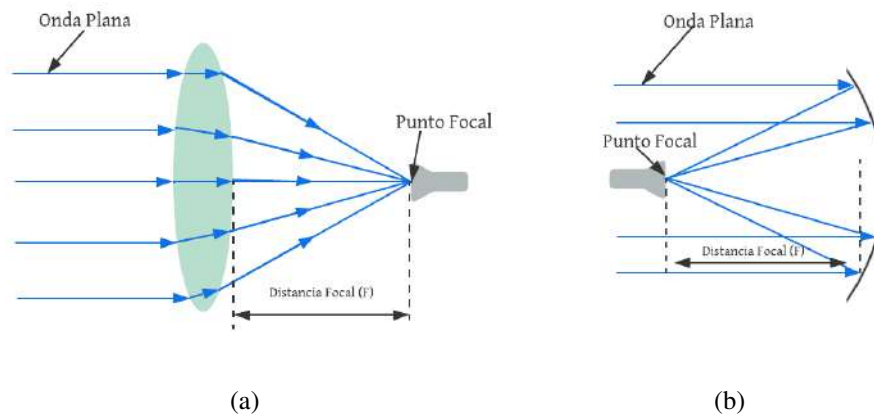 Onda Plana
Punto Focal
Distancia Focal (F)
(a)
Onda Plana
Punto Focal
Distancia Focal (F)
(b)